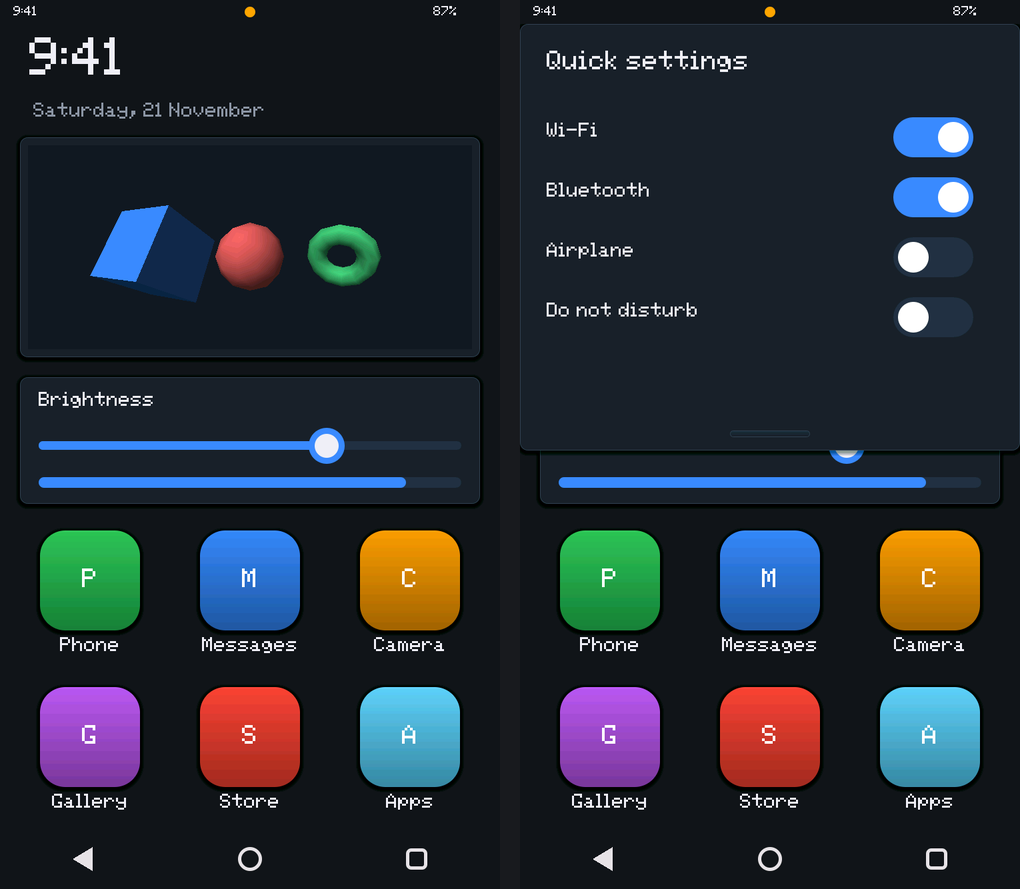 9:41 87%
9:41
Saturday, 21 November
Brightness
P M C
Phone Messages Camera
G S A
Gallery Store Apps
9:41 87%
Quick settings
Wi-Fi
Bluetooth
Airplane
Do not disturb
P M C
Phone Messages Camera
G S A
Gallery Store Apps